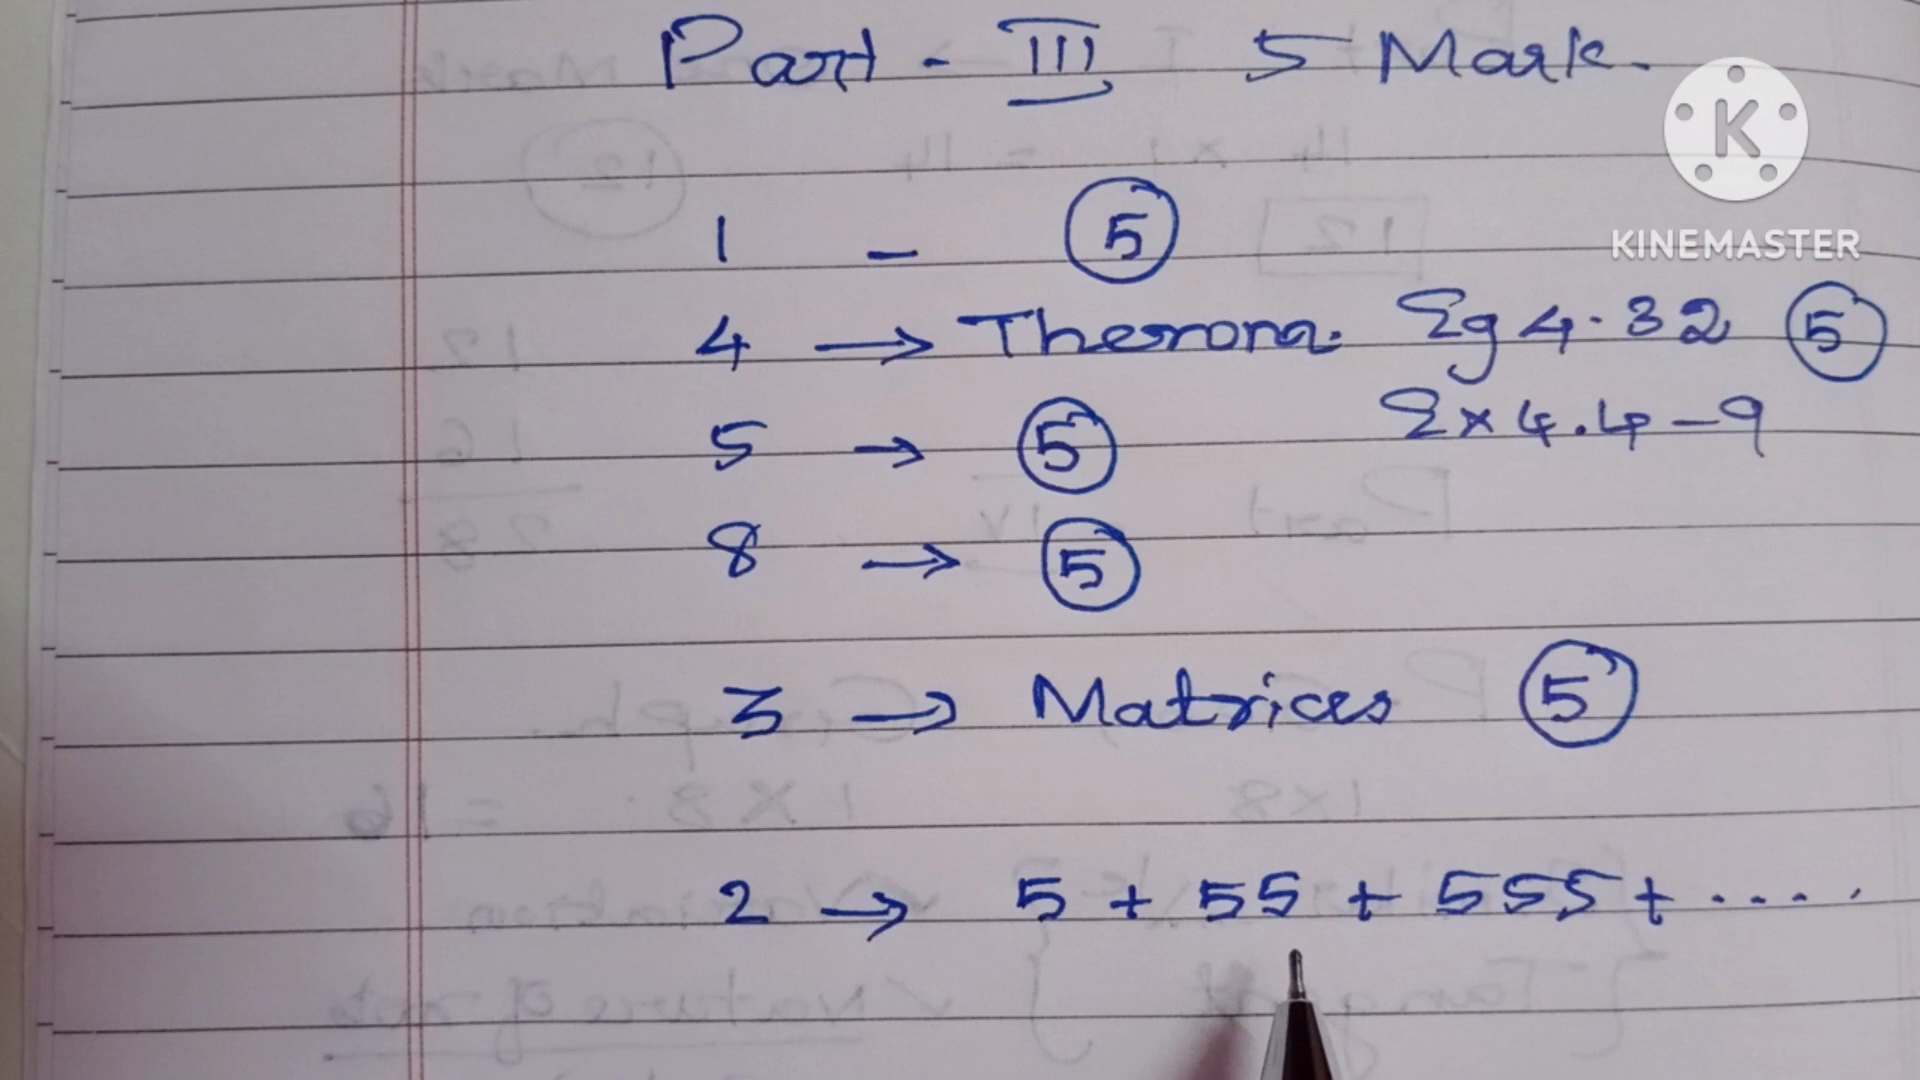 Part - III 5 Mark.
K
KINEMASTER
1 - 5
4 → Therorm. Eg 4.32 5
Ex 4.4-9
5 → 5
8 → 5
3 → Matrices 5
2 → 5 + 55 + 555 + .....